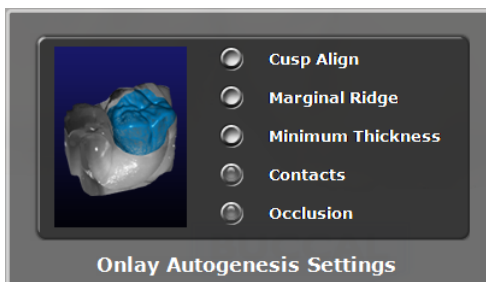 Cusp Align
Marginal Ridge
Minimum Thickness
Contacts
Occlusion
Onlay Autogenesis Settings